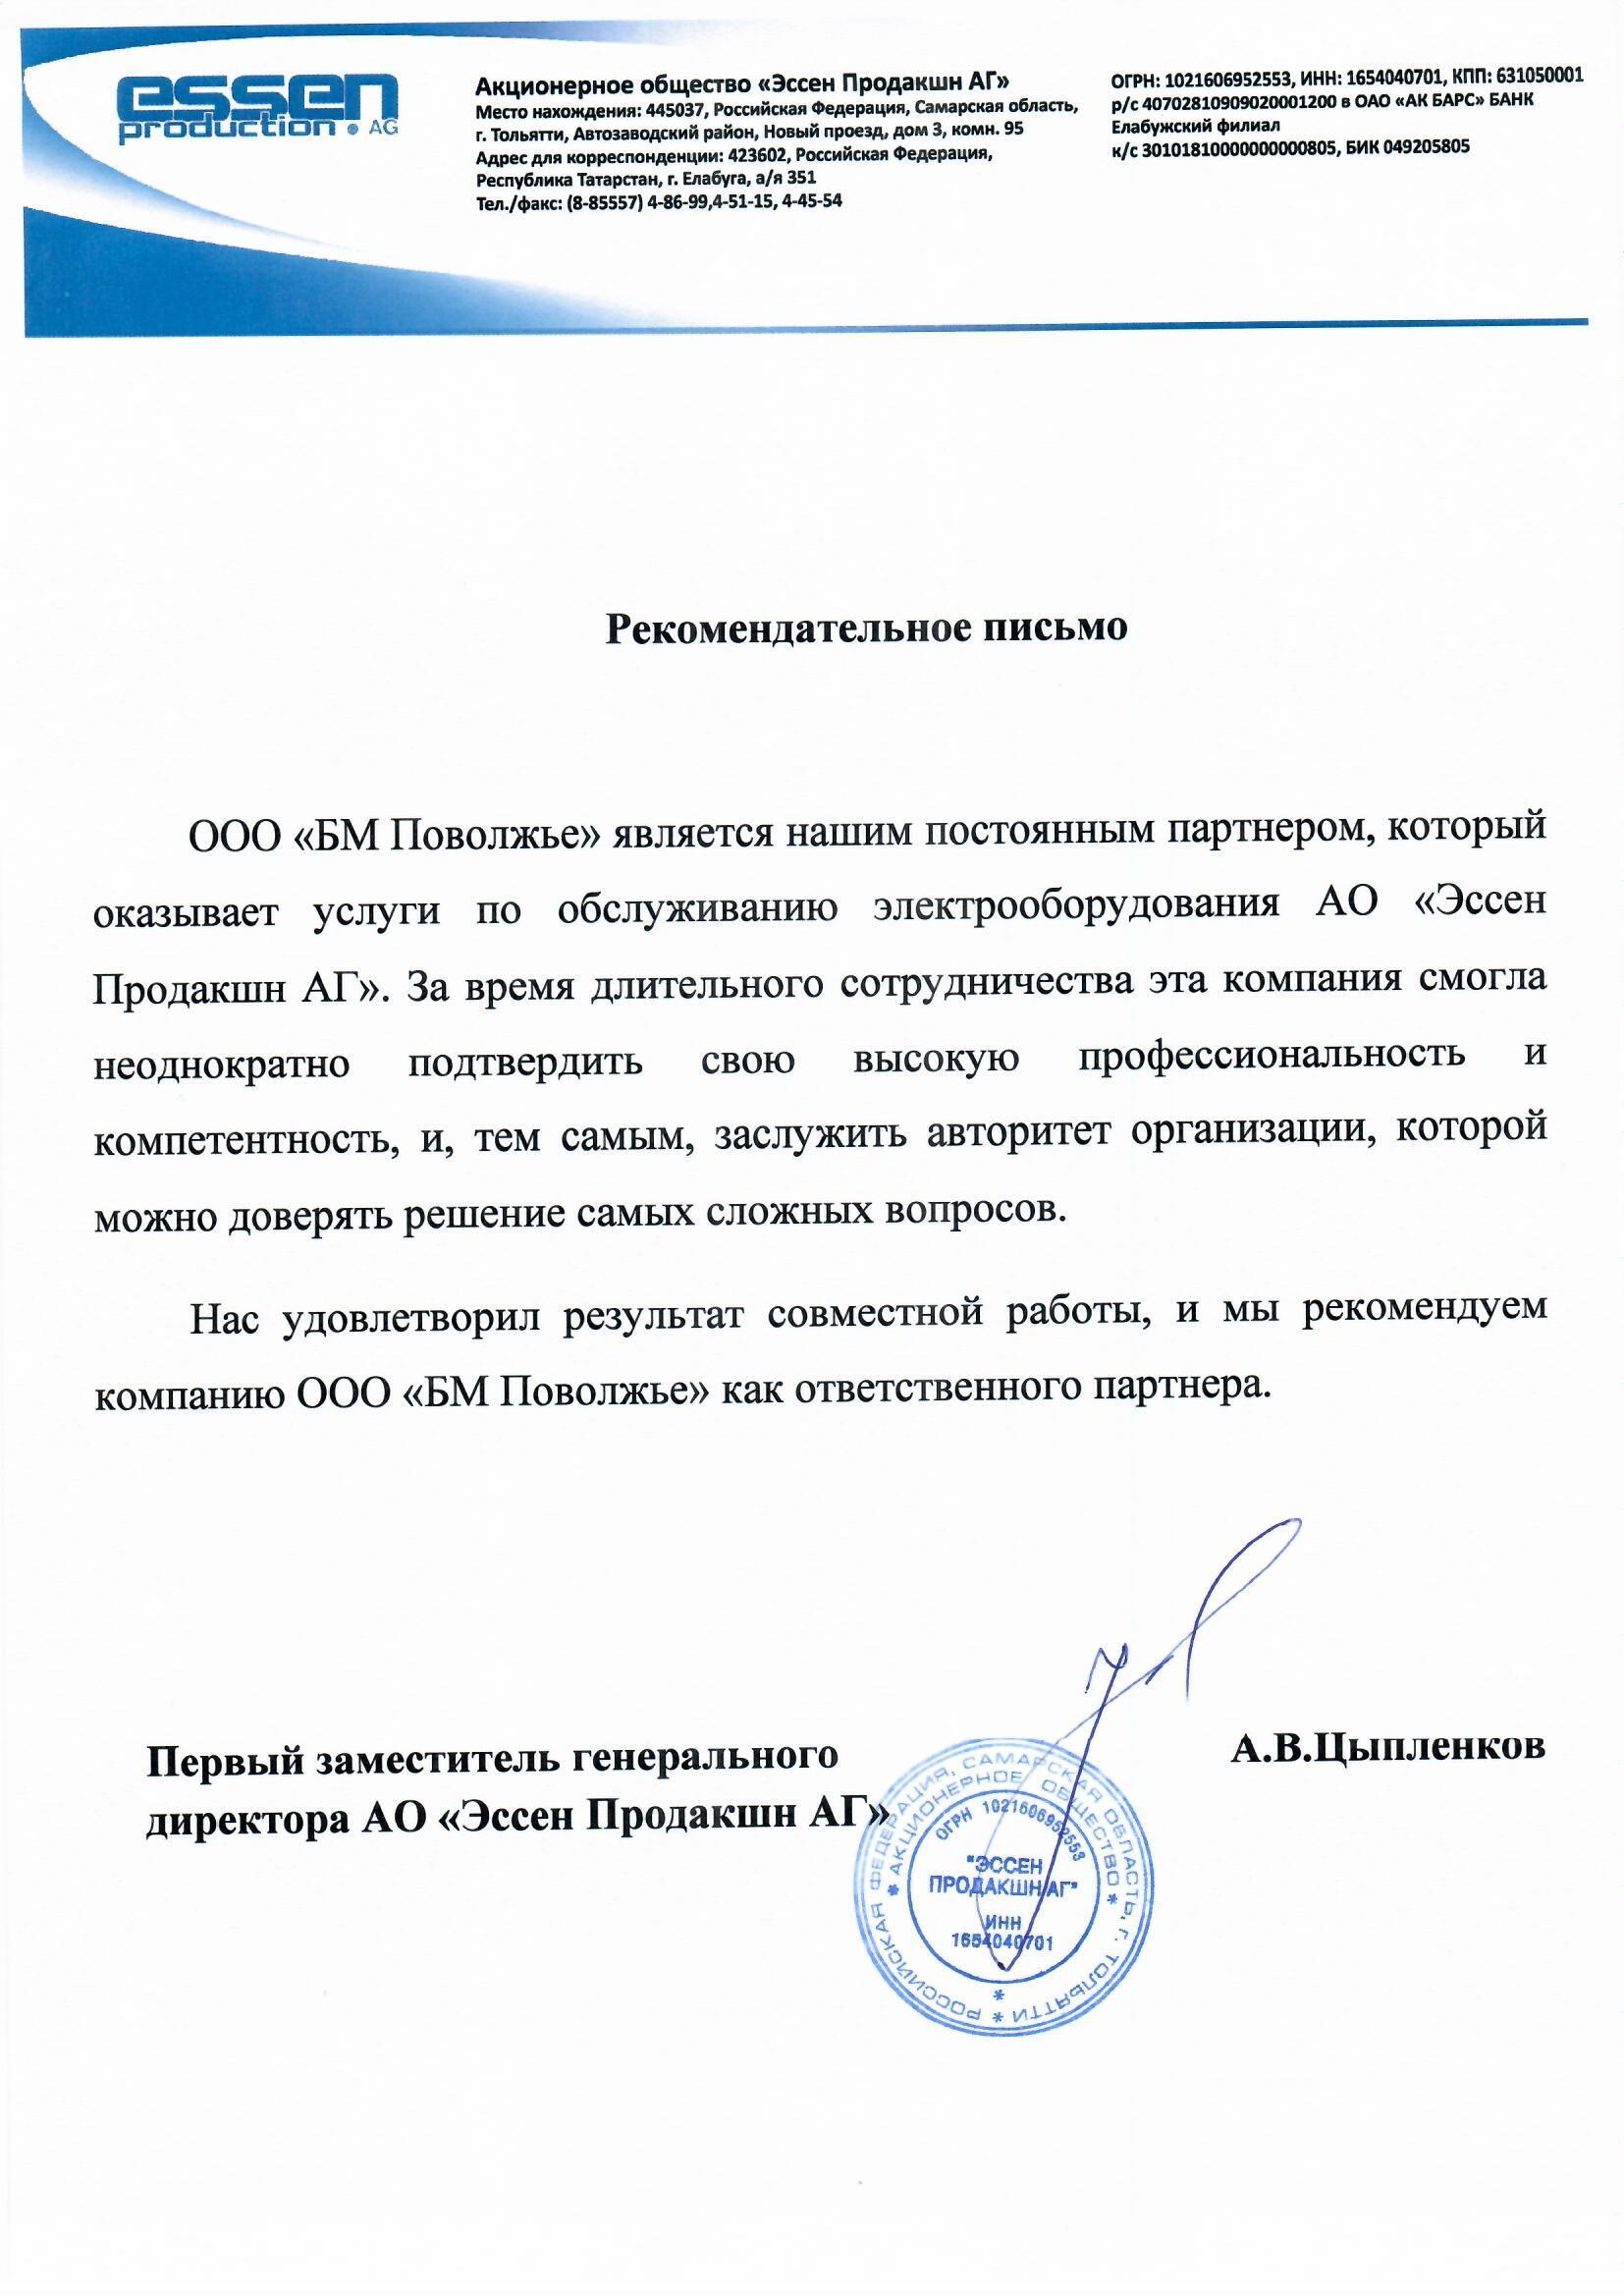 essen
production • AG
Акционерное общество «Эссен Продакшн АГ»
Место нахождения: 445037, Российская Федерация, Самарская область,
г. Тольятти, Автозаводский район, Новый проезд, дом 3, комн. 95
Адрес для корреспонденции: 423602, Российская Федерация,
Республика Татарстан, г. Елабуга, а/я 351
Тел./факс: (8-85557) 4-86-99,4-51-15, 4-45-54
ОГРН: 1021606952553, ИНН: 1654040701, КПП: 631050001
р/с 40702810909020001200 в ОАО «АК БАРС» БАНК
Елабужский филиал
к/с 30101810000000000805, БИК 049205805
Рекомендательное письмо
ООО «БМ Поволжье» является нашим постоянным партнером, который
оказывает услуги по обслуживанию электрооборудования АО «Эссен
Продакшн АГ». За время длительного сотрудничества эта компания смогла
неоднократно подтвердить свою высокую профессиональность и
компетентность, и, тем самым, заслужить авторитет организации, которой
можно доверять решение самых сложных вопросов.
Нас удовлетворил результат совместной работы, и мы рекомендуем
компанию ООО «БМ Поволжье» как ответственного партнера.
Первый заместитель генерального
директора АО «Эссен Продакшн АГ»
А.В.Цыпленков
* РОССИЙСКАЯ ФЕДЕРАЦИЯ, САМАРСКАЯ ОБЛАСТЬ, Г. ТОЛЬЯТТИ
* АКЦИОНЕРНОЕ ОБЩЕСТВО *
ОГРН 1021606952553
"ЭССЕН
ПРОДАКШН АГ"
ИНН
1654040701
*